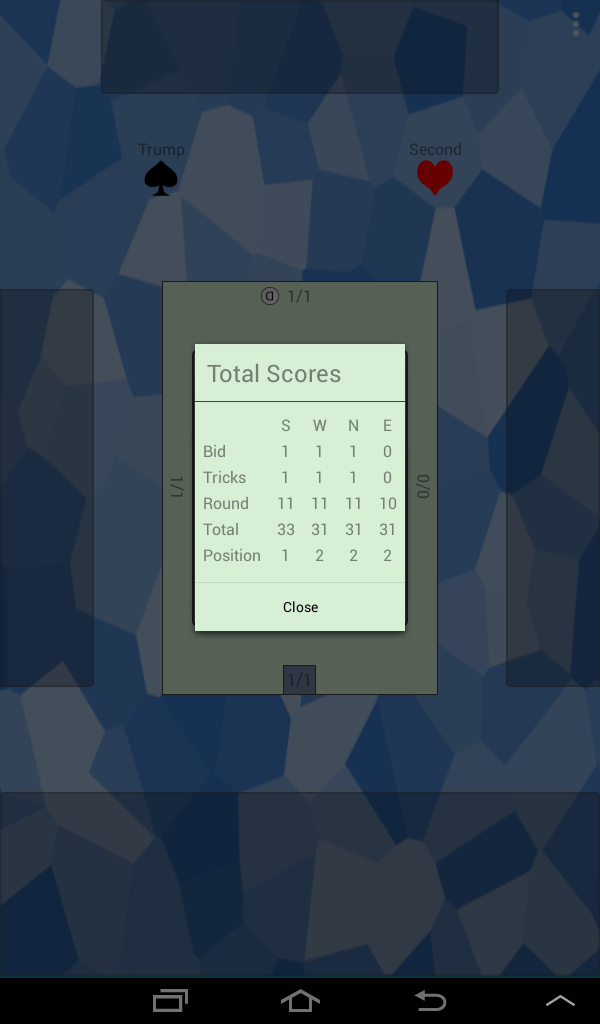 Trump Second
D 1/1
Total Scores
S W N E
Bid 1 1 1 0
Tricks 1 1 1 0
Round 11 11 11 10
Total 33 31 31 31
Position 1 2 2 2
1/1
0/0
Close
1/1